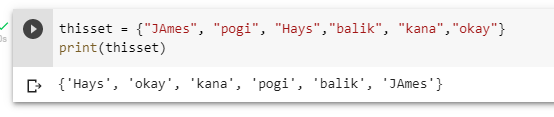 thisset = {"JAmes", "pogi", "Hays","balik", "kana","okay"}
print(thisset)
{'Hays', 'okay', 'kana', 'pogi', 'balik', 'JAmes'}